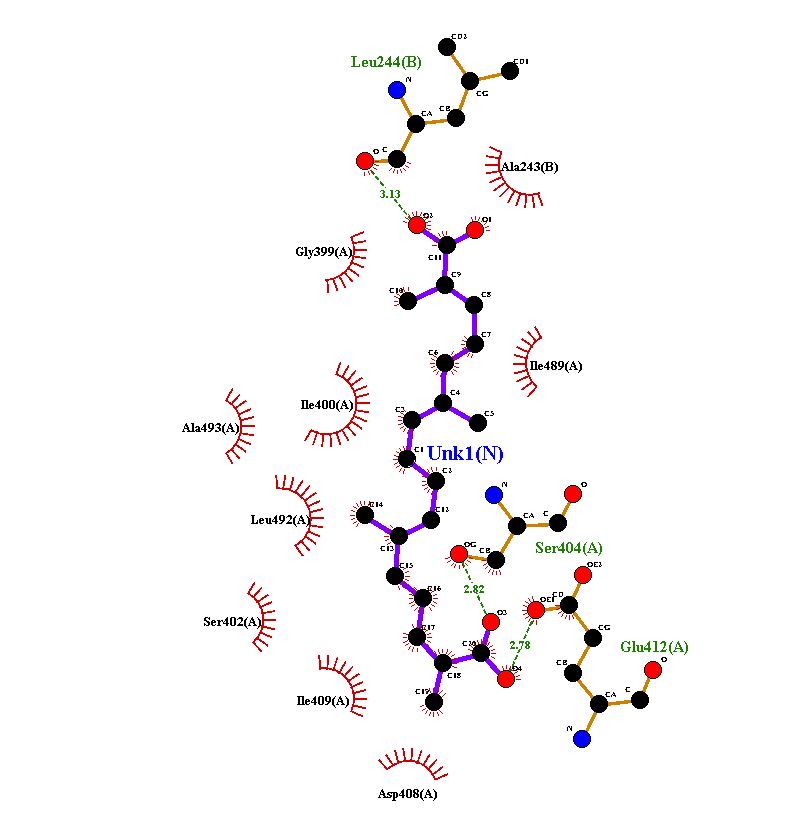 CD2
Leu244(B)
CD1
N
CG
CB
CA
O
C
Ala243(B)
3.13
O2
O1
Gly399(A)
C11
C9
C10
C8
C7
C6
Ile489(A)
C4
Ile400(A)
C5
Ala493(A)
C1
Unk1(N)
C2
N
O
C14
C12
Leu492(A)
CA
C
C13
OG
CB
Ser404(A)
C15
OE2
2.82
C16
OE1
CD
O3
Ser402(A)
C17
CG
2.78
C20
Glu412(A)
C18
O4
CB
O
C19
CA
C
Ile409(A)
N
Asp408(A)